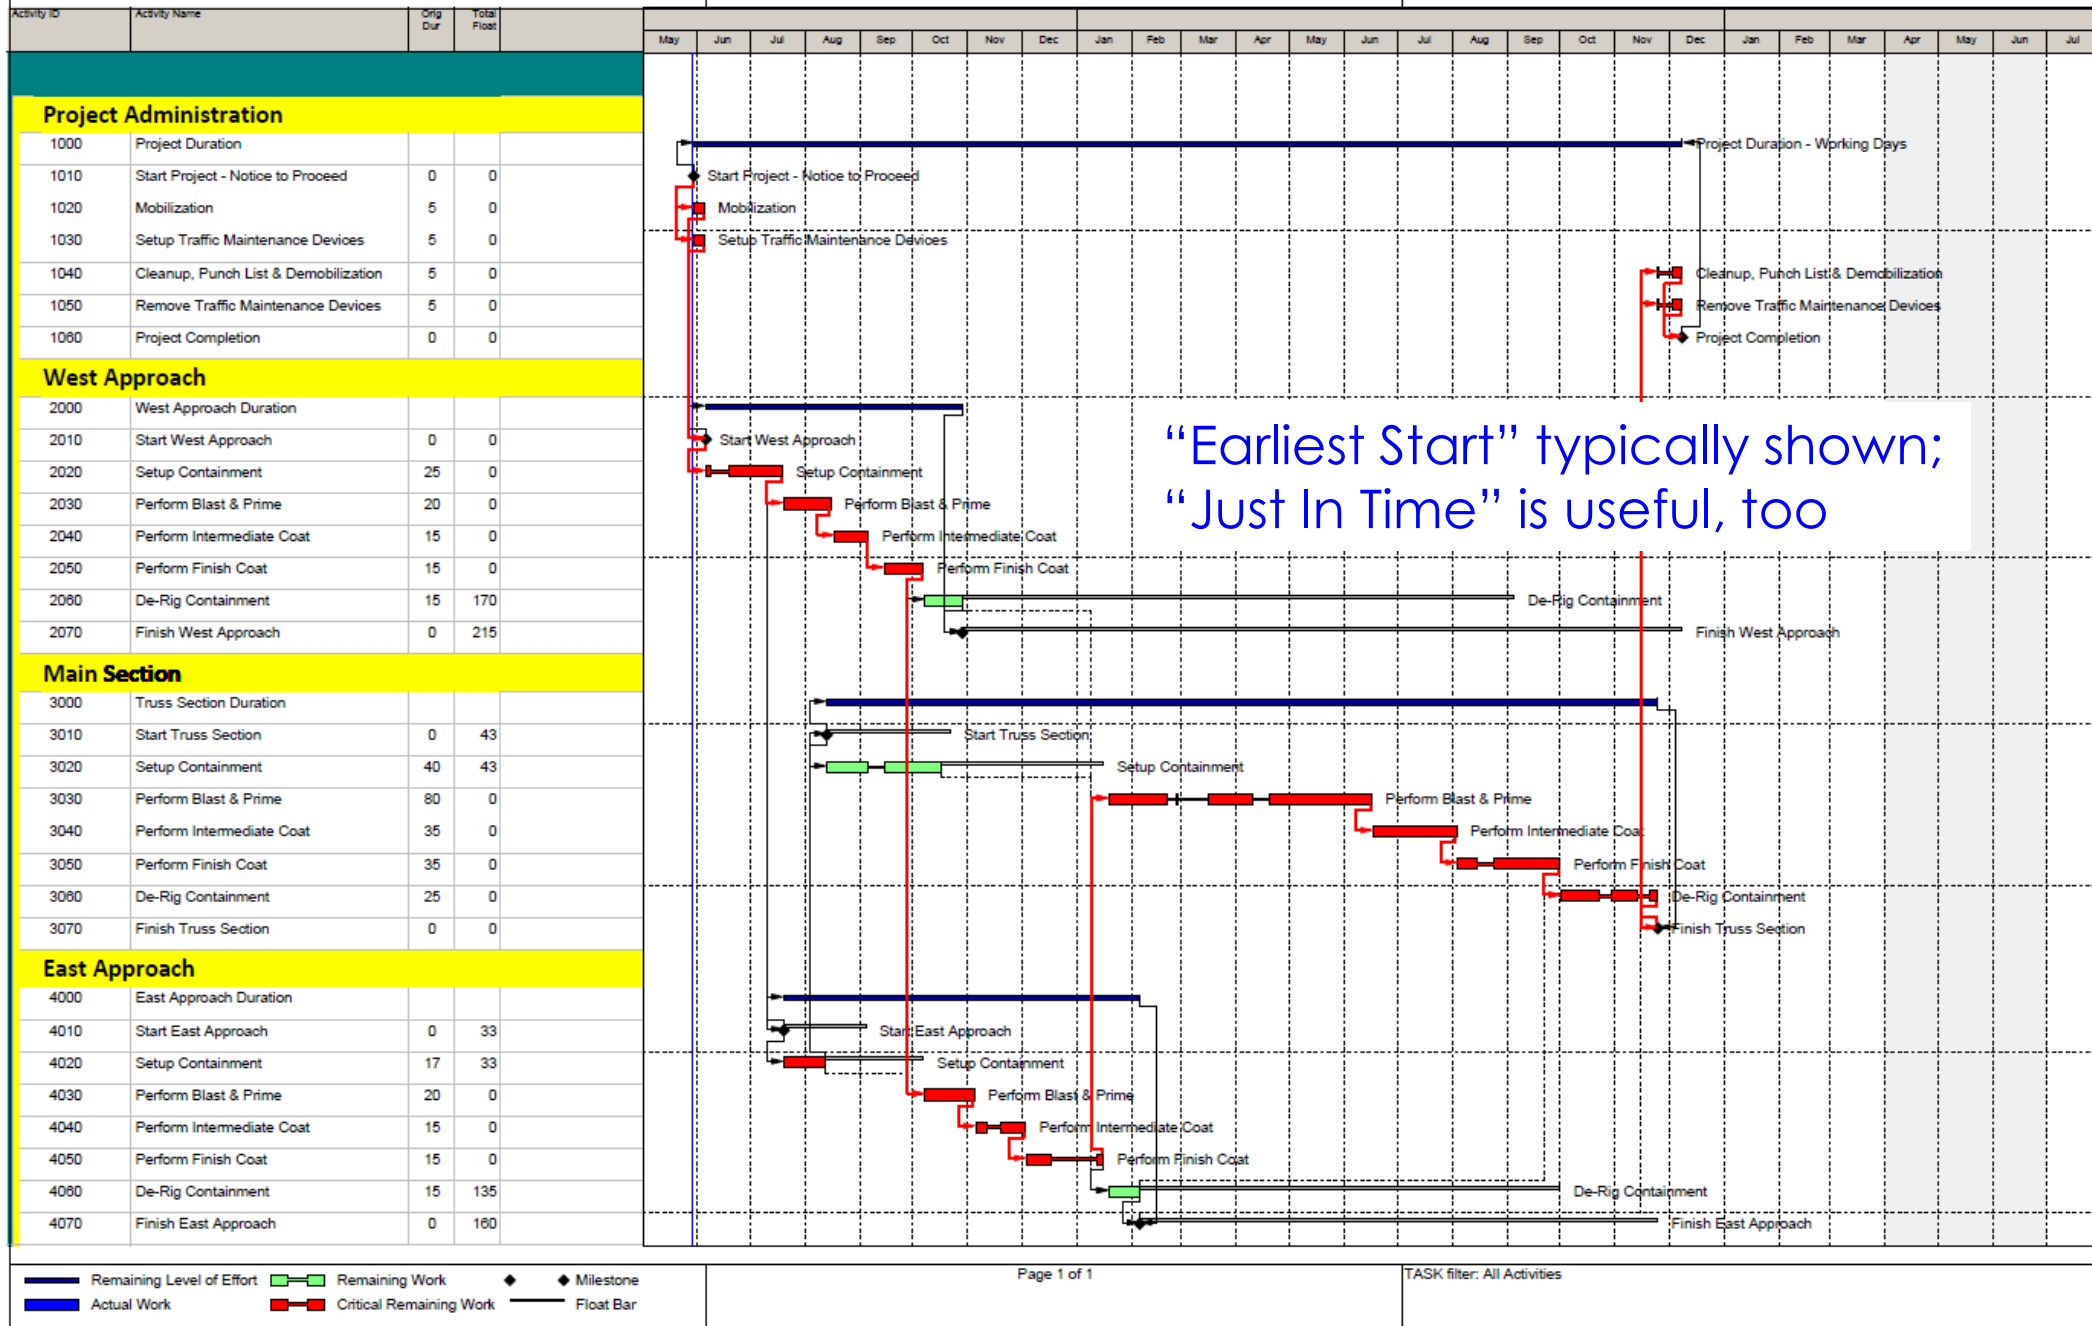 Activity ID Activity Name Orig Dur Total Float
May Jun Jul Aug Sep Oct Nov Dec Jan Feb Mar Apr May Jun Jul Aug Sep Oct Nov Dec Jan Feb Mar Apr May Jun Jul
Project Administration
1000 Project Duration Project Duration - Working Days
1010 Start Project - Notice to Proceed 0 0 Start Project - Notice to Proceed
1020 Mobilization 5 0 Mobilization
1030 Setup Traffic Maintenance Devices 5 0 Setup Traffic Maintenance Devices
1040 Cleanup, Punch List & Demobilization 5 0 Cleanup, Punch List & Demobilization
1050 Remove Traffic Maintenance Devices 5 0 Remove Traffic Maintenance Devices
1060 Project Completion 0 0 Project Completion
West Approach
2000 West Approach Duration
2010 Start West Approach 0 0 Start West Approach
2020 Setup Containment 25 0 Setup Containment
2030 Perform Blast & Prime 20 0 Perform Blast & Prime
2040 Perform Intermediate Coat 15 0 Perform Intermediate Coat
2050 Perform Finish Coat 15 0 Perform Finish Coat
2060 De-Rig Containment 15 170 De-Rig Containment
2070 Finish West Approach 0 215 Finish West Approach
“Earliest Start” typically shown;
“Just In Time” is useful, too
Main Section
3000 Truss Section Duration
3010 Start Truss Section 0 43 Start Truss Section
3020 Setup Containment 40 43 Setup Containment
3030 Perform Blast & Prime 80 0 Perform Blast & Prime
3040 Perform Intermediate Coat 35 0 Perform Intermediate Coat
3050 Perform Finish Coat 35 0 Perform Finish Coat
3060 De-Rig Containment 25 0 De-Rig Containment
3070 Finish Truss Section 0 0 Finish Truss Section
East Approach
4000 East Approach Duration
4010 Start East Approach 0 33 Start East Approach
4020 Setup Containment 17 33 Setup Containment
4030 Perform Blast & Prime 20 0 Perform Blast & Prime
4040 Perform Intermediate Coat 15 0 Perform Intermediate Coat
4050 Perform Finish Coat 15 0 Perform Finish Coat
4060 De-Rig Containment 15 135 De-Rig Containment
4070 Finish East Approach 0 160 Finish East Approach
Remaining Level of Effort Remaining Work Milestone Page 1 of 1 TASK filter: All Activities
Actual Work Critical Remaining Work Float Bar